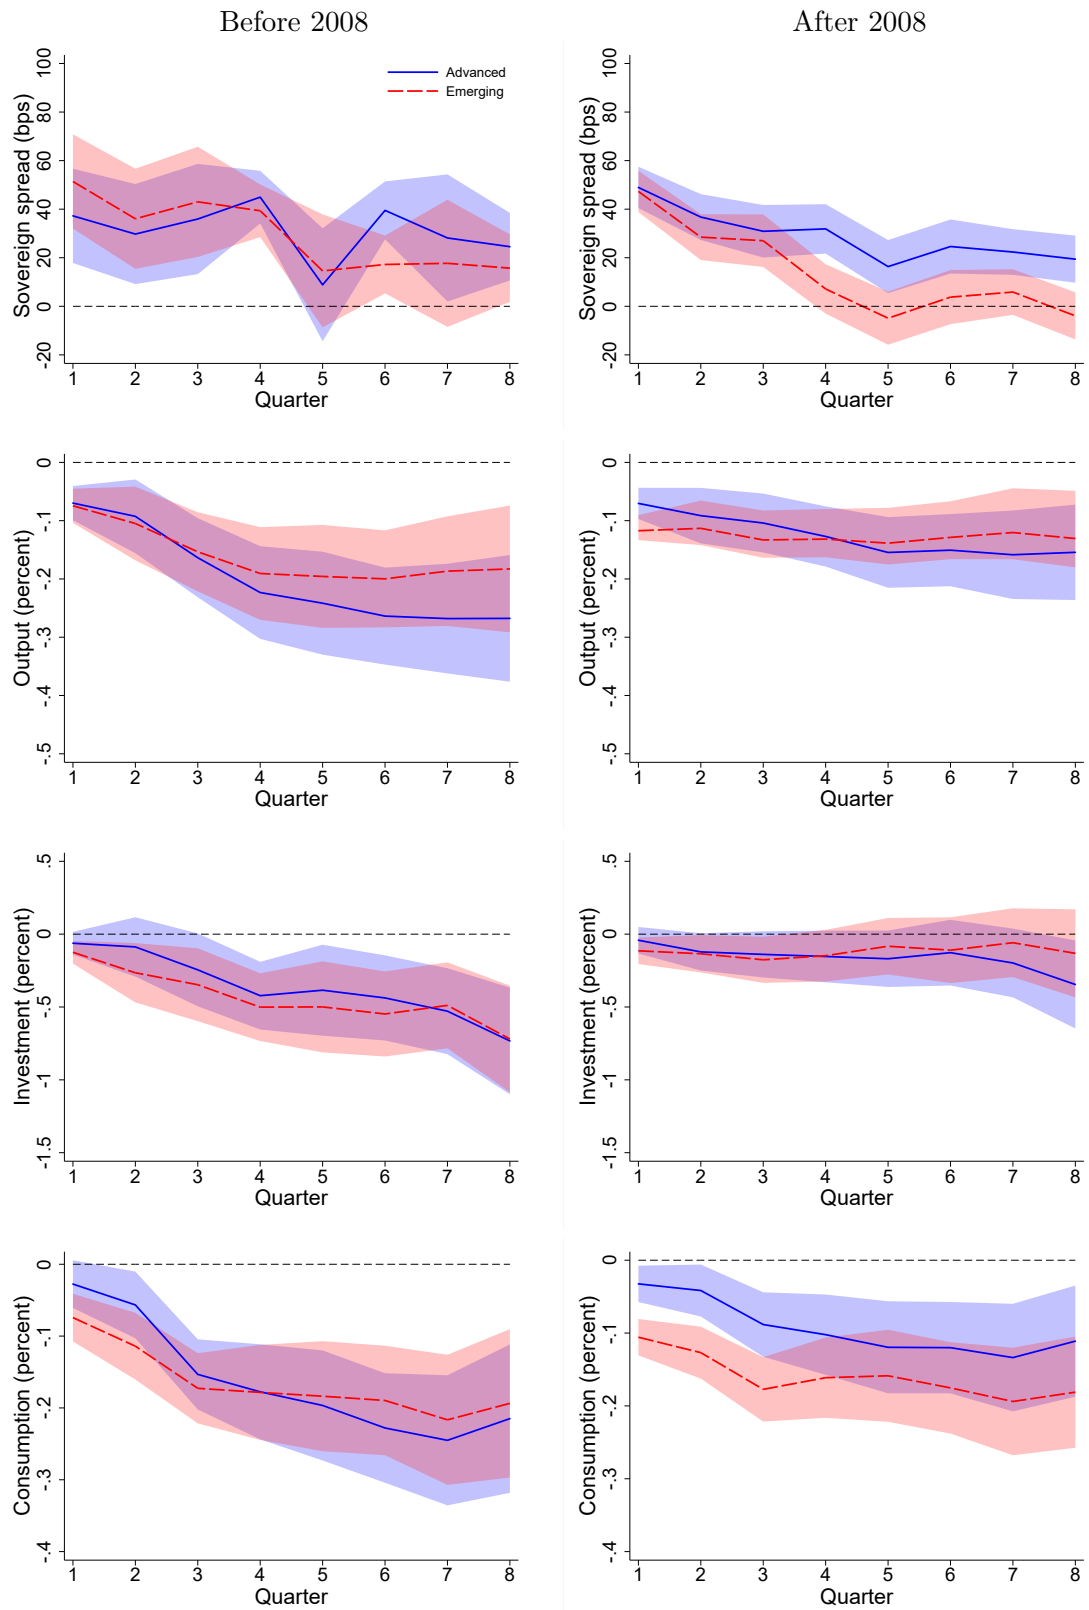 Before 2008
After 2008
Sovereign spread (bps)
100
80
60
40
20
0
-20
Advanced
Emerging
1 2 3 4 5 6 7 8
Quarter
Sovereign spread (bps)
100
80
60
40
20
0
-20
1 2 3 4 5 6 7 8
Quarter
Output (percent)
0
-.1
-.2
-.3
-.4
-.5
1 2 3 4 5 6 7 8
Quarter
Output (percent)
0
-.1
-.2
-.3
-.4
-.5
1 2 3 4 5 6 7 8
Quarter
Investment (percent)
.5
0
-.5
-1
-1.5
1 2 3 4 5 6 7 8
Quarter
Investment (percent)
.5
0
-.5
-1
-1.5
1 2 3 4 5 6 7 8
Quarter
Consumption (percent)
0
-.1
-.2
-.3
-.4
1 2 3 4 5 6 7 8
Quarter
Consumption (percent)
0
-.1
-.2
-.3
-.4
1 2 3 4 5 6 7 8
Quarter